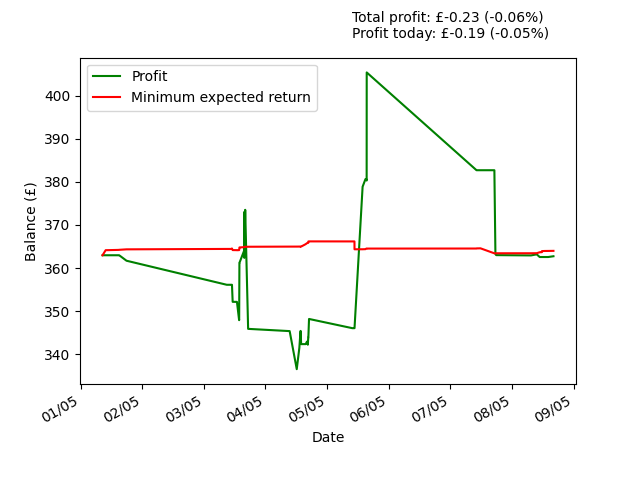 Total profit: £-0.23 (-0.06%)
Profit today: £-0.19 (-0.05%)
Profit
Minimum expected return
400
390
380
370
360
350
340
Balance (£)
01/05
02/05
03/05
04/05
05/05
06/05
07/05
08/05
09/05
Date